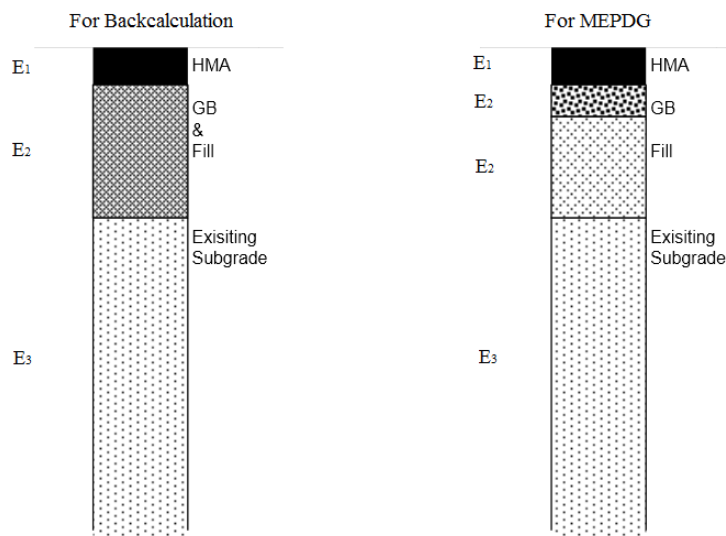 For Backcalculation
E1
HMA
GB
&
Fill
E2
Exisiting
Subgrade
E3
For MEPDG
E1
HMA
E2
GB
E2
Fill
Exisiting
Subgrade
E3